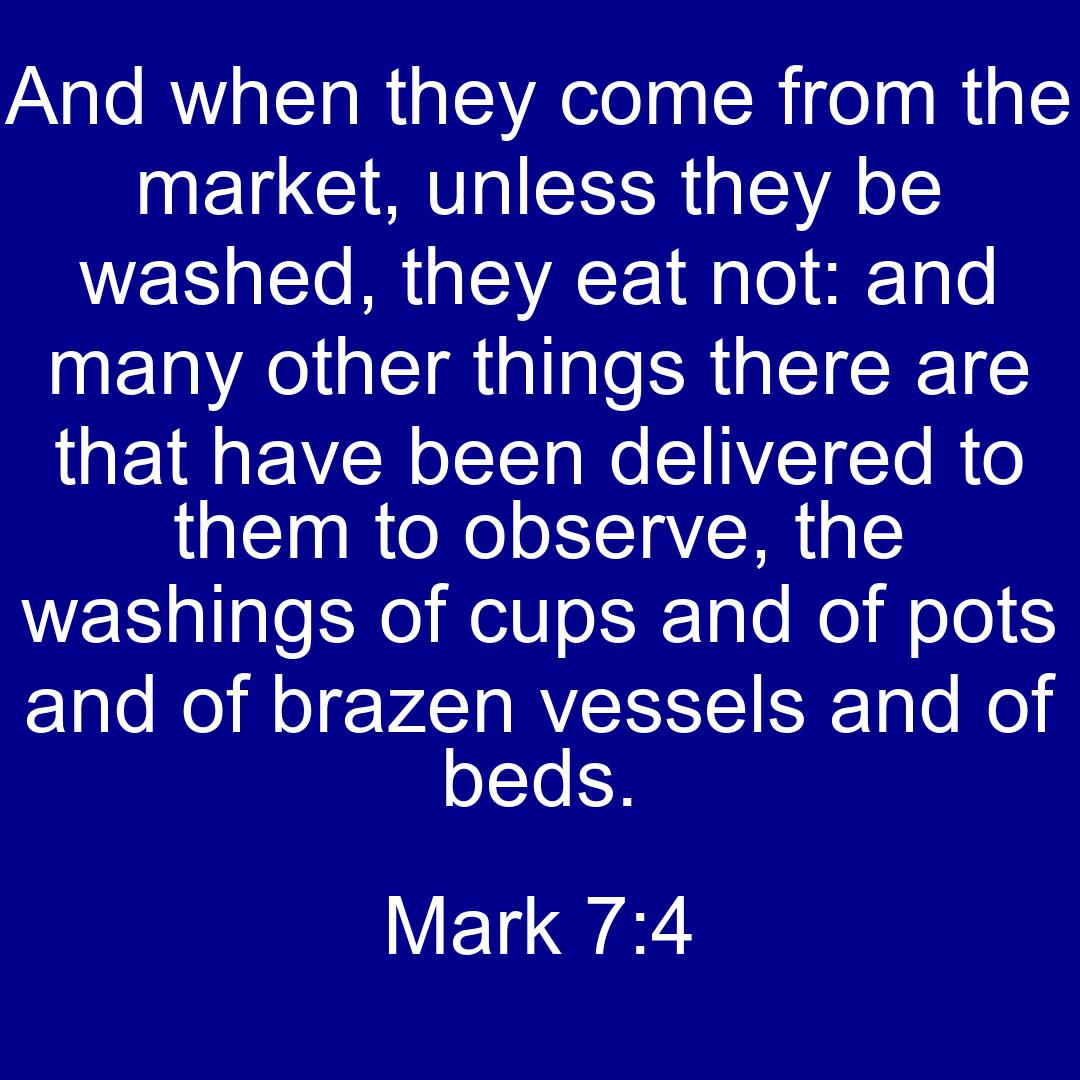 And when they come from the
market, unless they be
washed, they eat not: and
many other things there are
that have been delivered to
them to observe, the
washings of cups and of pots
and of brazen vessels and of
beds.
Mark 7:4